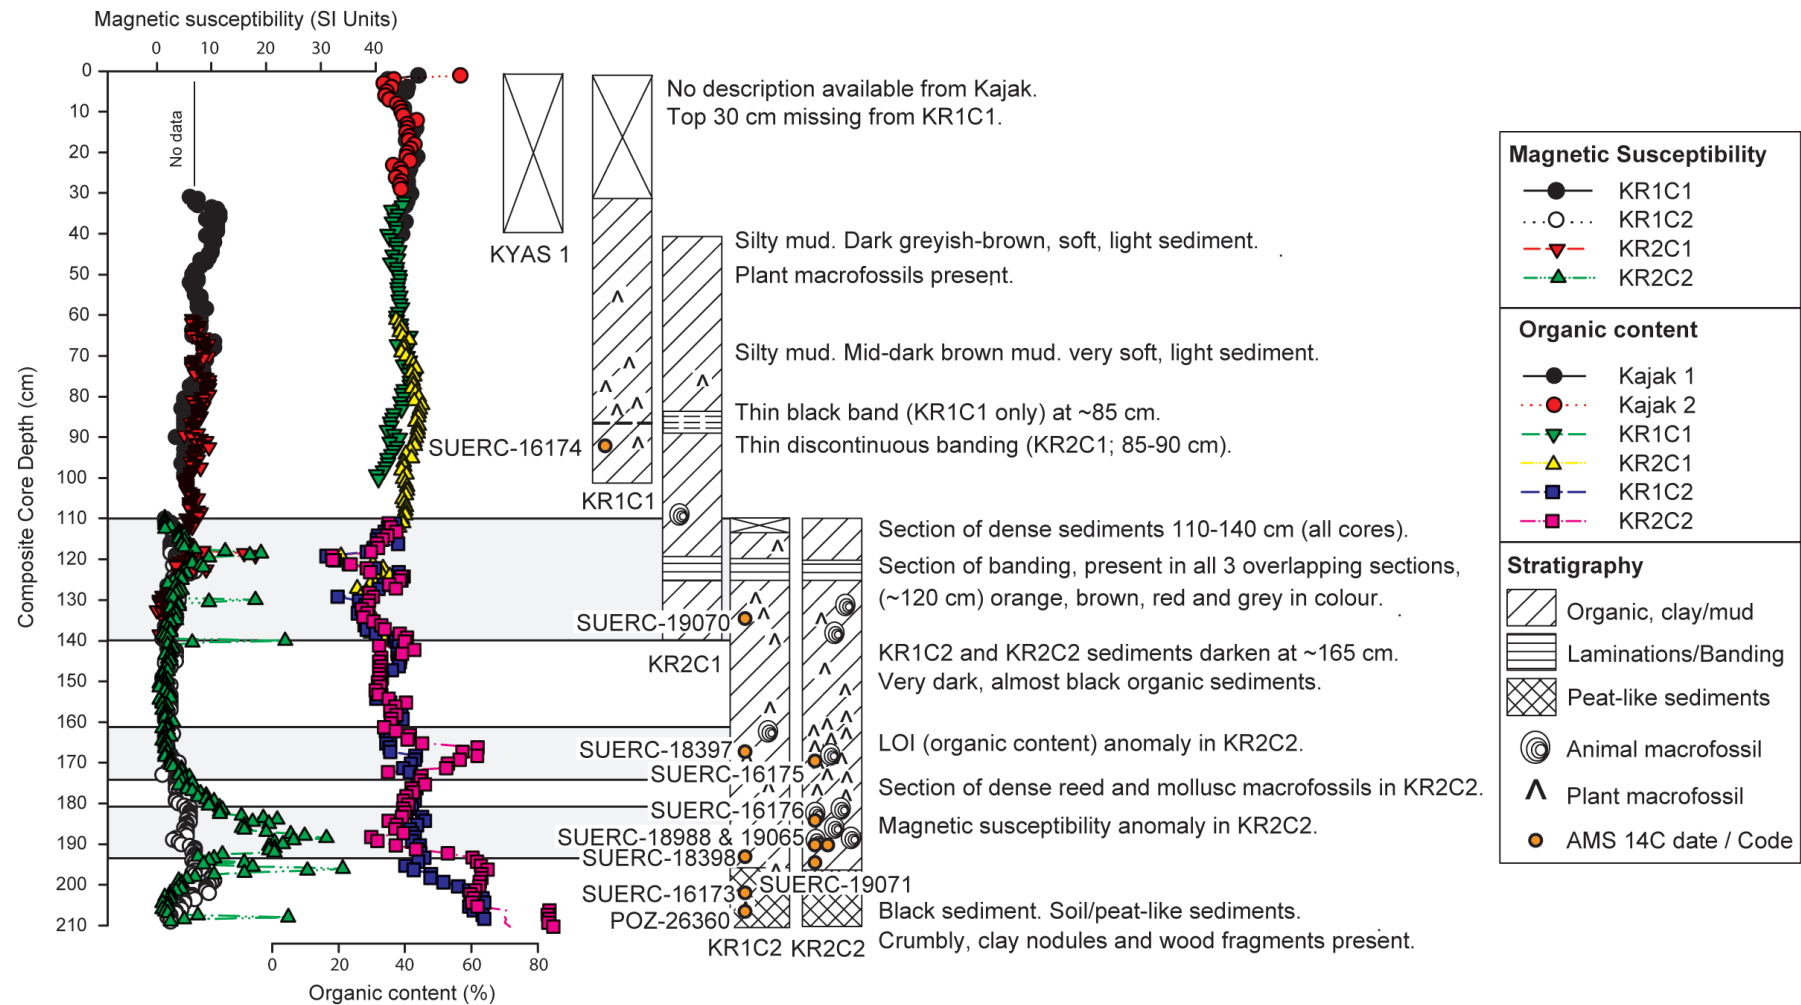 Magnetic susceptibility (SI Units)
0 10 20 30 40
Composite Core Depth (cm)
0
10
20
30
40
50
60
70
80
90
100
110
120
130
140
150
160
170
180
190
200
210
No data
0 20 40 60 80
Organic content (%)
KYAS 1
KR1C1
KR2C1
KR1C2
KR2C2
SUERC-16174
SUERC-19070
SUERC-18397
SUERC-16175
SUERC-16176
SUERC-18988 & 19065
SUERC-18398
SUERC-19071
SUERC-16173
POZ-26360
No description available from Kajak.
Top 30 cm missing from KR1C1.
Silty mud. Dark greyish-brown, soft, light sediment.
Plant macrofossils present.
Silty mud. Mid-dark brown mud. very soft, light sediment.
Thin black band (KR1C1 only) at ~85 cm.
Thin discontinuous banding (KR2C1; 85-90 cm).
Section of dense sediments 110-140 cm (all cores).
Section of banding, present in all 3 overlapping sections,
(~120 cm) orange, brown, red and grey in colour.
KR1C2 and KR2C2 sediments darken at ~165 cm.
Very dark, almost black organic sediments.
LOI (organic content) anomaly in KR2C2.
Section of dense reed and mollusc macrofossils in KR2C2.
Magnetic susceptibility anomaly in KR2C2.
Black sediment. Soil/peat-like sediments.
Crumbly, clay nodules and wood fragments present.
Magnetic Susceptibility
KR1C1
KR1C2
KR2C1
KR2C2
Organic content
Kajak 1
Kajak 2
KR1C1
KR2C1
KR1C2
KR2C2
Stratigraphy
Organic, clay/mud
Laminations/Banding
Peat-like sediments
Animal macrofossil
Plant macrofossil
AMS 14C date / Code